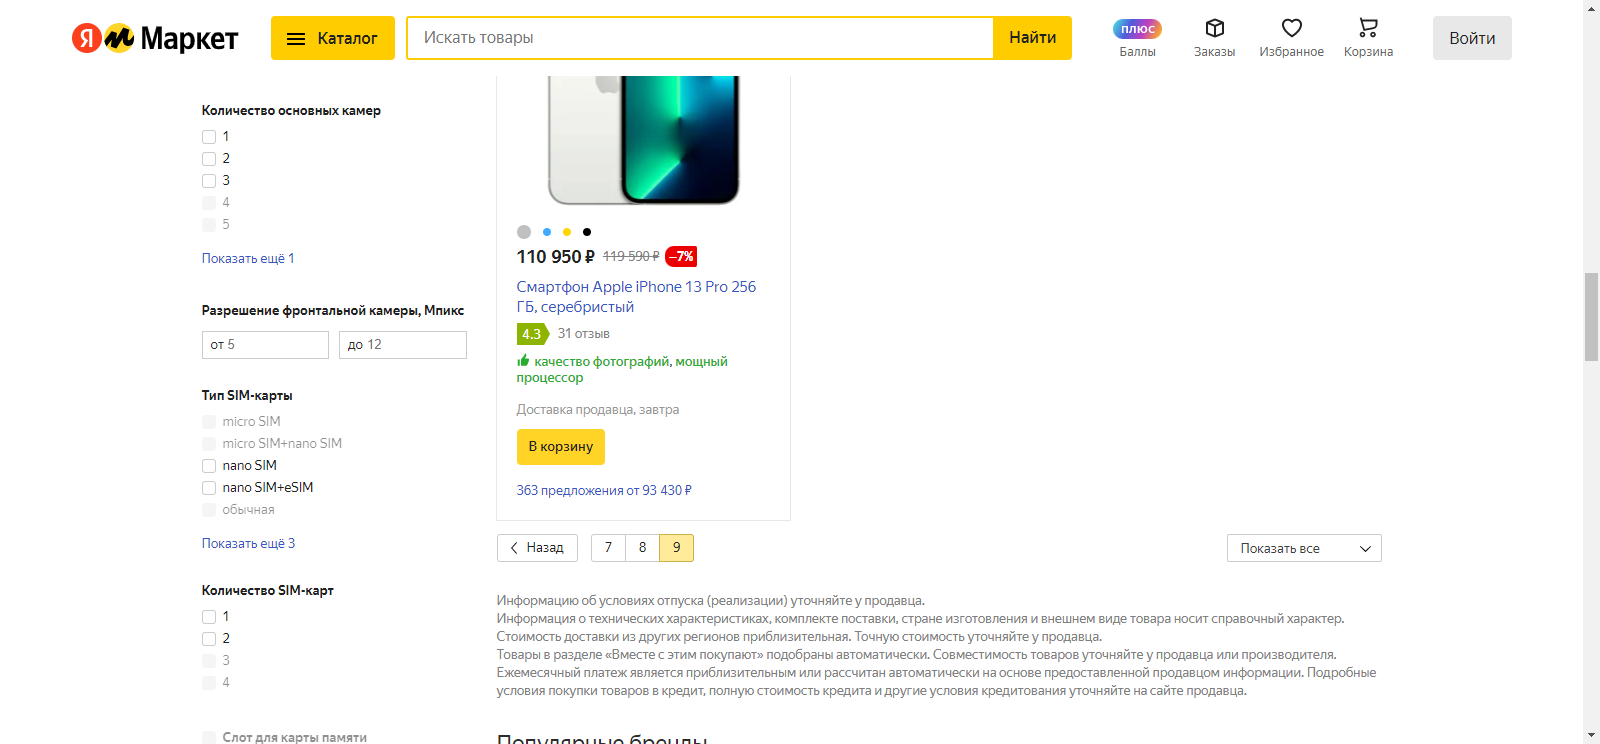 Я Маркет
Каталог
Искать товары
Найти
плюс
Баллы
Заказы
Избранное
Корзина
Войти
Количество основных камер
1
2
3
4
5
Показать ещё 1
Разрешение фронтальной камеры, Мпикс
от 5
до 12
Тип SIM-карты
micro SIM
micro SIM+nano SIM
nano SIM
nano SIM+eSIM
обычная
Показать ещё 3
Количество SIM-карт
1
2
3
4
Слот для карты памяти
110 950 ₽ 119 590 ₽ –7%
Смартфон Apple iPhone 13 Pro 256
ГБ, серебристый
4.3 31 отзыв
качество фотографий, мощный
процессор
Доставка продавца, завтра
В корзину
363 предложения от 93 430 ₽
Назад
7
8
9
Показать все
Информацию об условиях отпуска (реализации) уточняйте у продавца.
Информация о технических характеристиках, комплекте поставки, стране изготовления и внешнем виде товара носит справочный характер.
Стоимость доставки из других регионов приблизительная. Точную стоимость уточняйте у продавца.
Товары в разделе «Вместе с этим покупают» подобраны автоматически. Совместимость товаров уточняйте у продавца или производителя.
Ежемесячный платеж является приблизительным или рассчитан автоматически на основе предоставленной продавцом информации. Подробные
условия покупки товаров в кредит, полную стоимость кредита и другие условия кредитования уточняйте на сайте продавца.
Популярные бренды